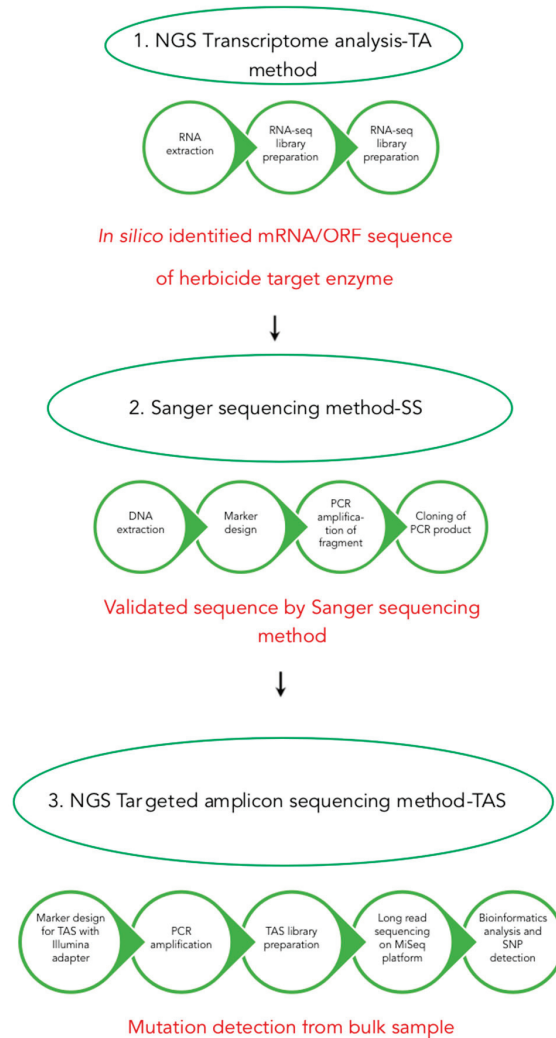 1. NGS Transcriptome analysis-TA
method
RNA
extraction
RNA-seq
library
preparation
RNA-seq
library
preparation
In silico identified mRNA/ORF sequence
of herbicide target enzyme
2. Sanger sequencing method-SS
DNA
extraction
Marker
design
PCR
amplifica-
tion of
fragment
Cloning of
PCR product
Validated sequence by Sanger sequencing
method
3. NGS Targeted amplicon sequencing method-TAS
Marker design
for TAS with
Illumina
adapter
PCR
amplification
TAS library
preparation
Long read
sequencing
on MiSeq
platform
Bioinformatics
analysis and
SNP
detection
Mutation detection from bulk sample